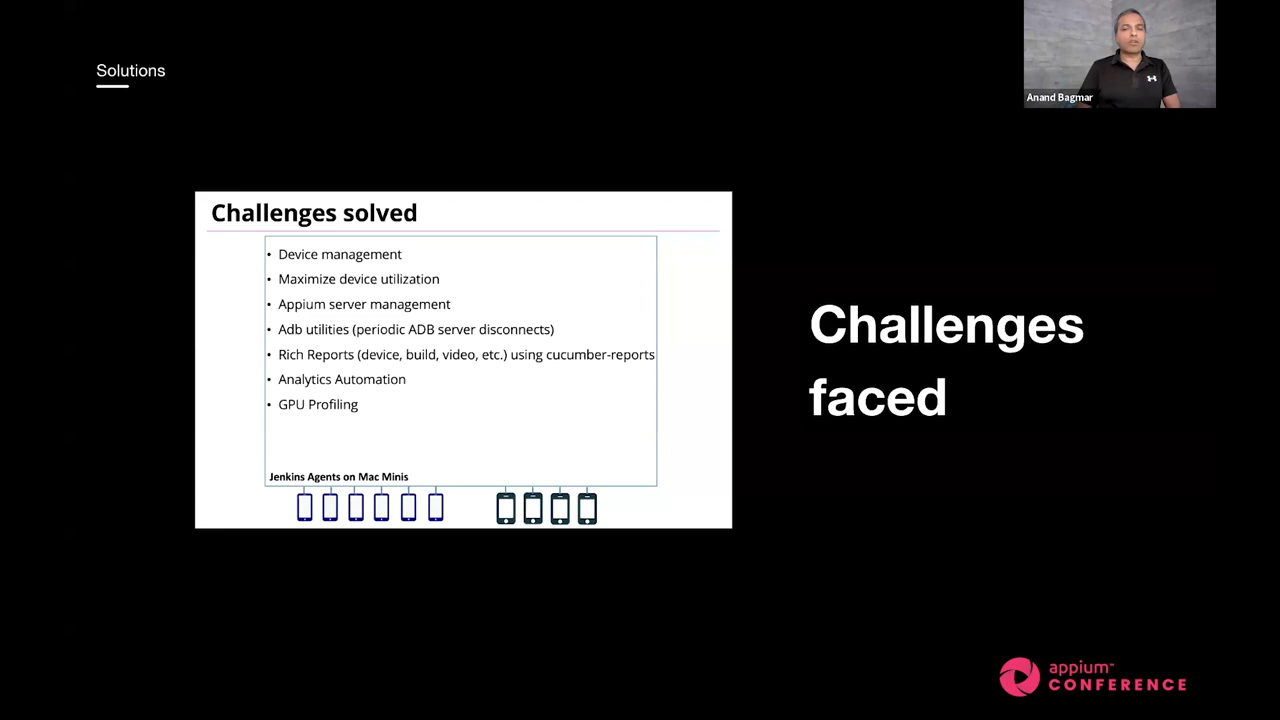 Solutions
Anand Bagmar
Challenges solved
• Device management
• Maximize device utilization
• Appium server management
• Adb utilities (periodic ADB server disconnects)
• Rich Reports (device, build, video, etc.) using cucumber-reports
• Analytics Automation
• GPU Profiling
Jenkins Agents on Mac Minis
Challenges
faced
appium
CONFERENCE